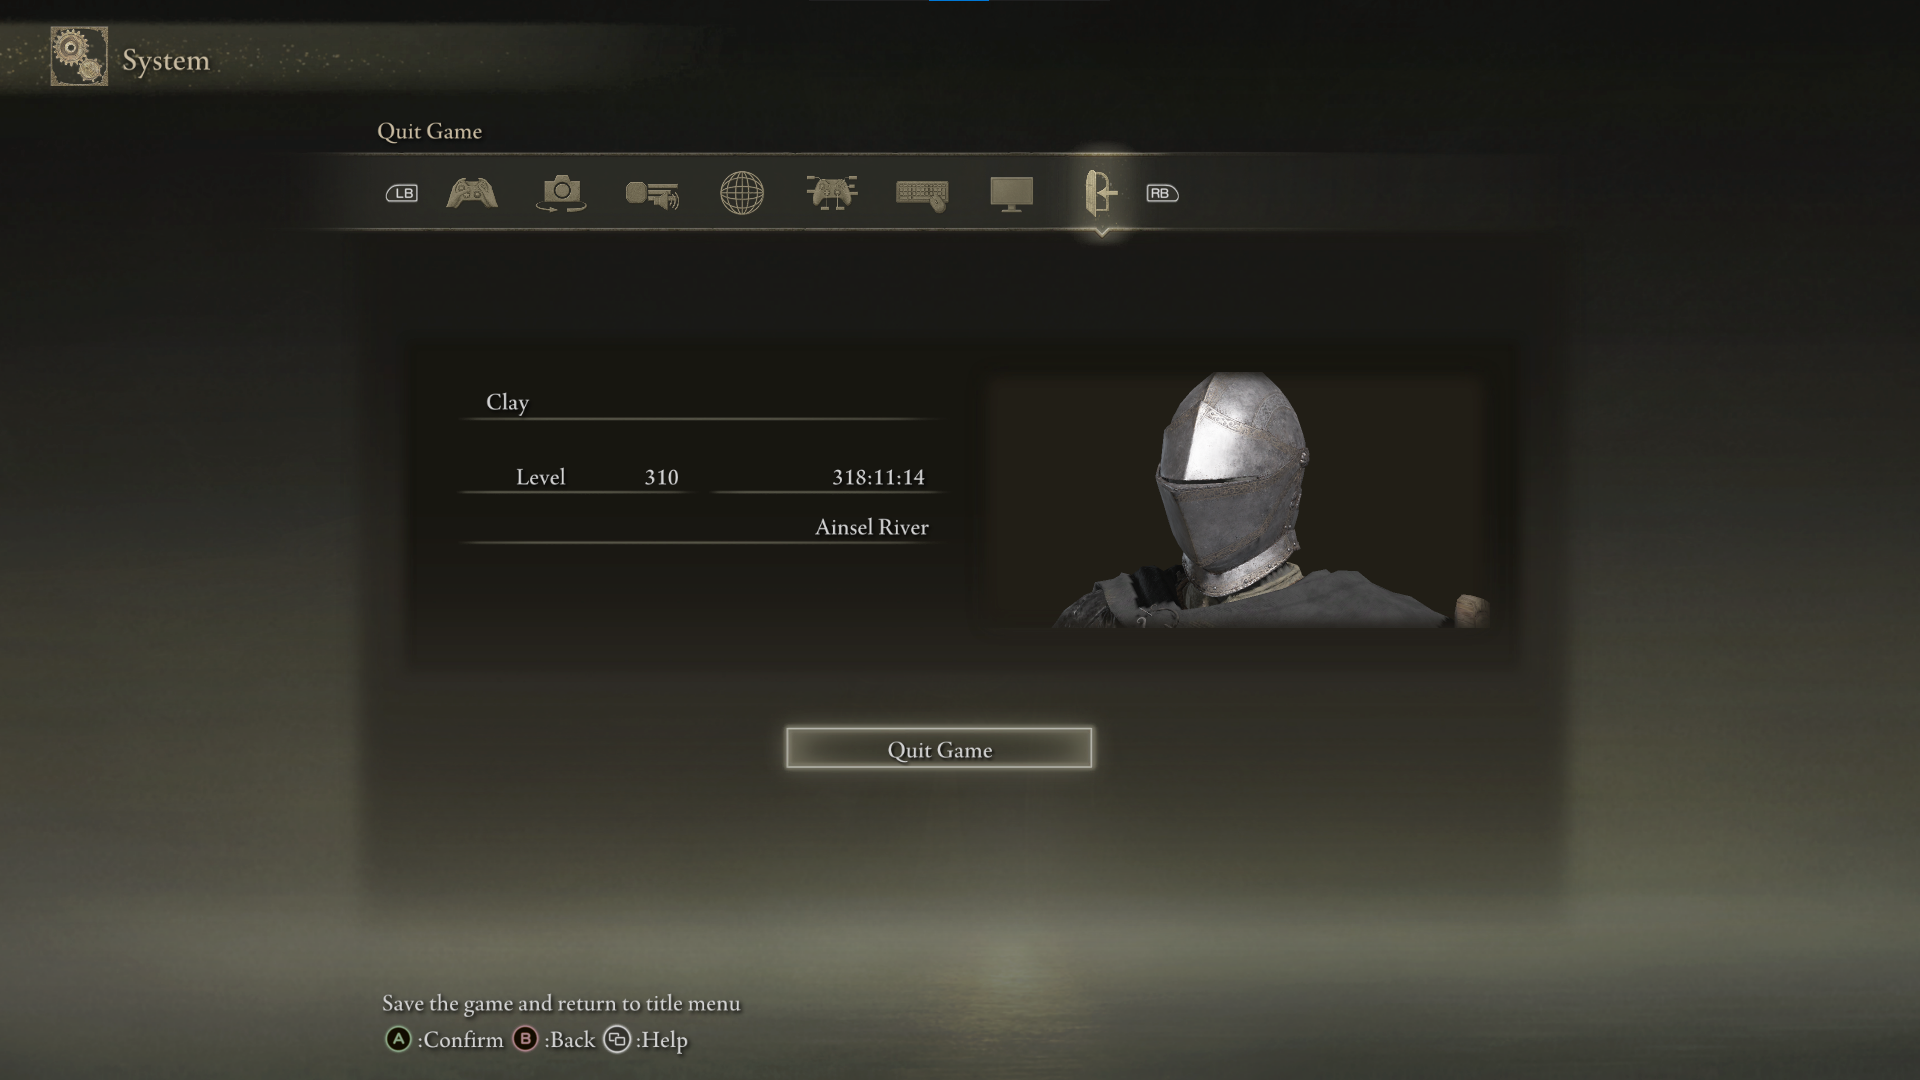 System
Quit Game
LB
RB
Clay
Level 310 318:11:14
Ainsel River
Quit Game
Save the game and return to title menu
A :Confirm B :Back :Help